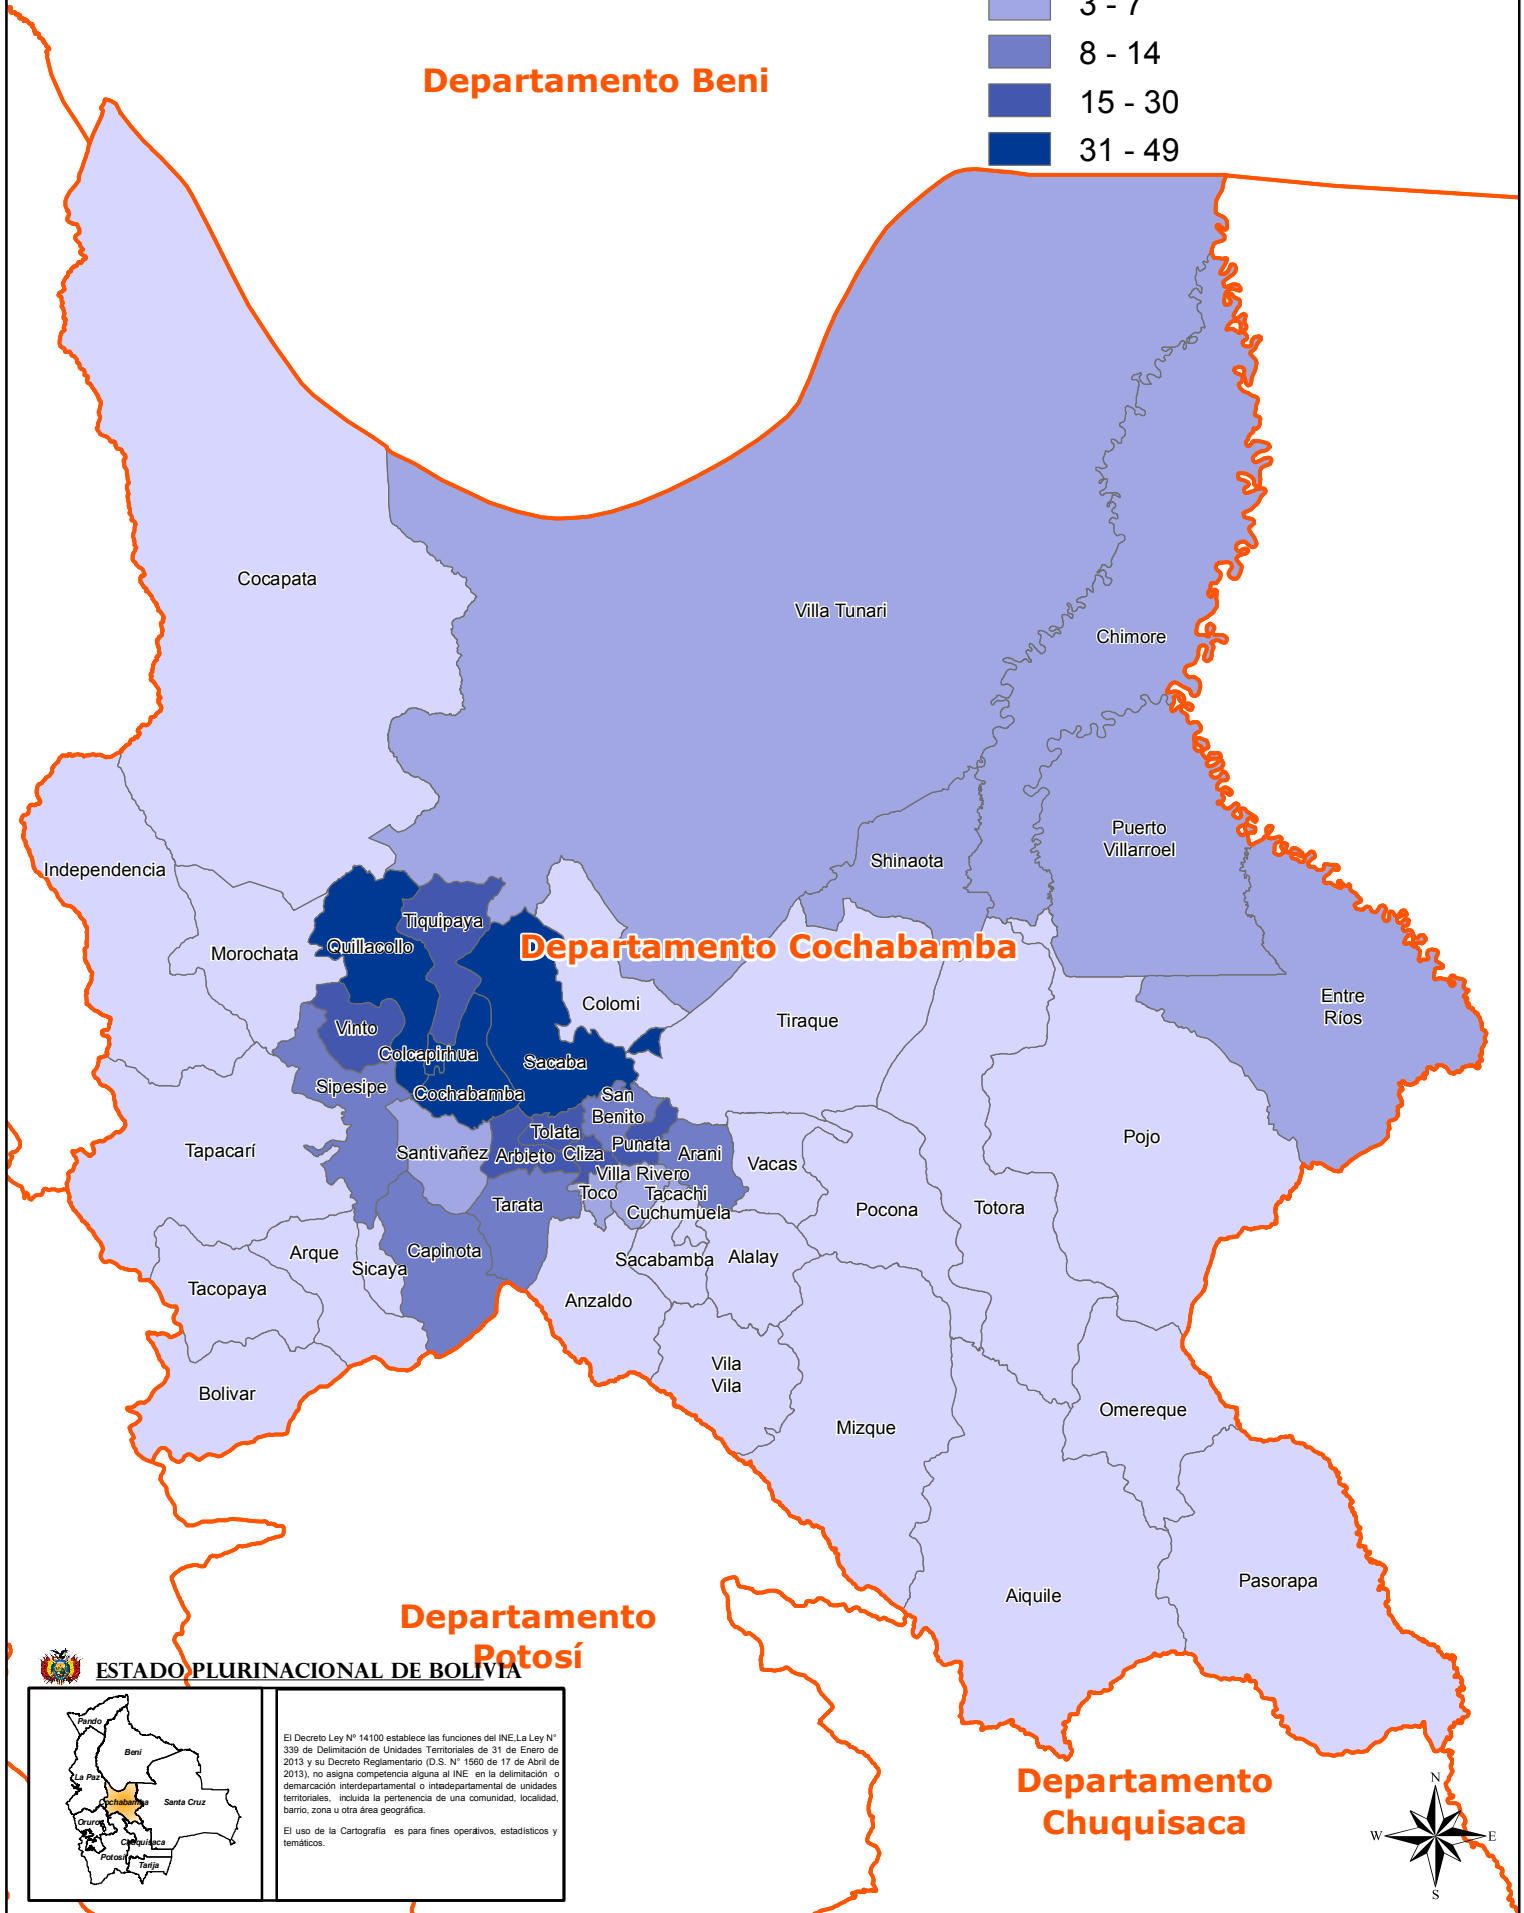 3 - 7
8 - 14
15 - 30
31 - 49
Departamento Beni
Cocapata
Villa Tunari
Chimore
Puerto
Villarroel
Shinaota
Independencia
Tiquipaya
Quillacollo
Departamento Cochabamba
Morochata
Colomi
Entre
Ríos
Tiraque
Vinto
Colcapirhua
Sacaba
Sipesipe
Cochabamba
San
Benito
Tolata
Pojo
Tapacarí
Santivañez
Arbieto
Cliza
Punata
Arani
Vacas
Villa Rivero
Toco
Tacachi
Tarata
Cuchumuela
Pocona
Totora
Arque
Capinota
Sicaya
Sacabamba
Alalay
Tacopaya
Anzaldo
Vila
Vila
Bolivar
Omereque
Mizque
Aiquile
Pasorapa
Departamento
Potosí
ESTADO PLURINACIONAL DE BOLIVIA
Pando
Beni
La Paz
Cochabamba
Santa Cruz
Oruro
Chuquisaca
Potosí
Tarija
El Decreto Ley Nº 14100 establece las funciones del INE,La Ley N°
339 de Delimitación de Unidades Territoriales de 31 de Enero de
2013 y su Decreto Reglamentario (D.S. N° 1560 de 17 de Abril de
2013), no asigna competencia alguna al INE en la delimitación o
demarcación interdepartamental o intradepartamental de unidades
territoriales, incluida la pertenencia de una comunidad, localidad,
barrio, zona u otra área geográfica.
El uso de la Cartografía es para fines operativos, estadísticos y
temáticos.
Departamento
Chuquisaca
N
W
E
S